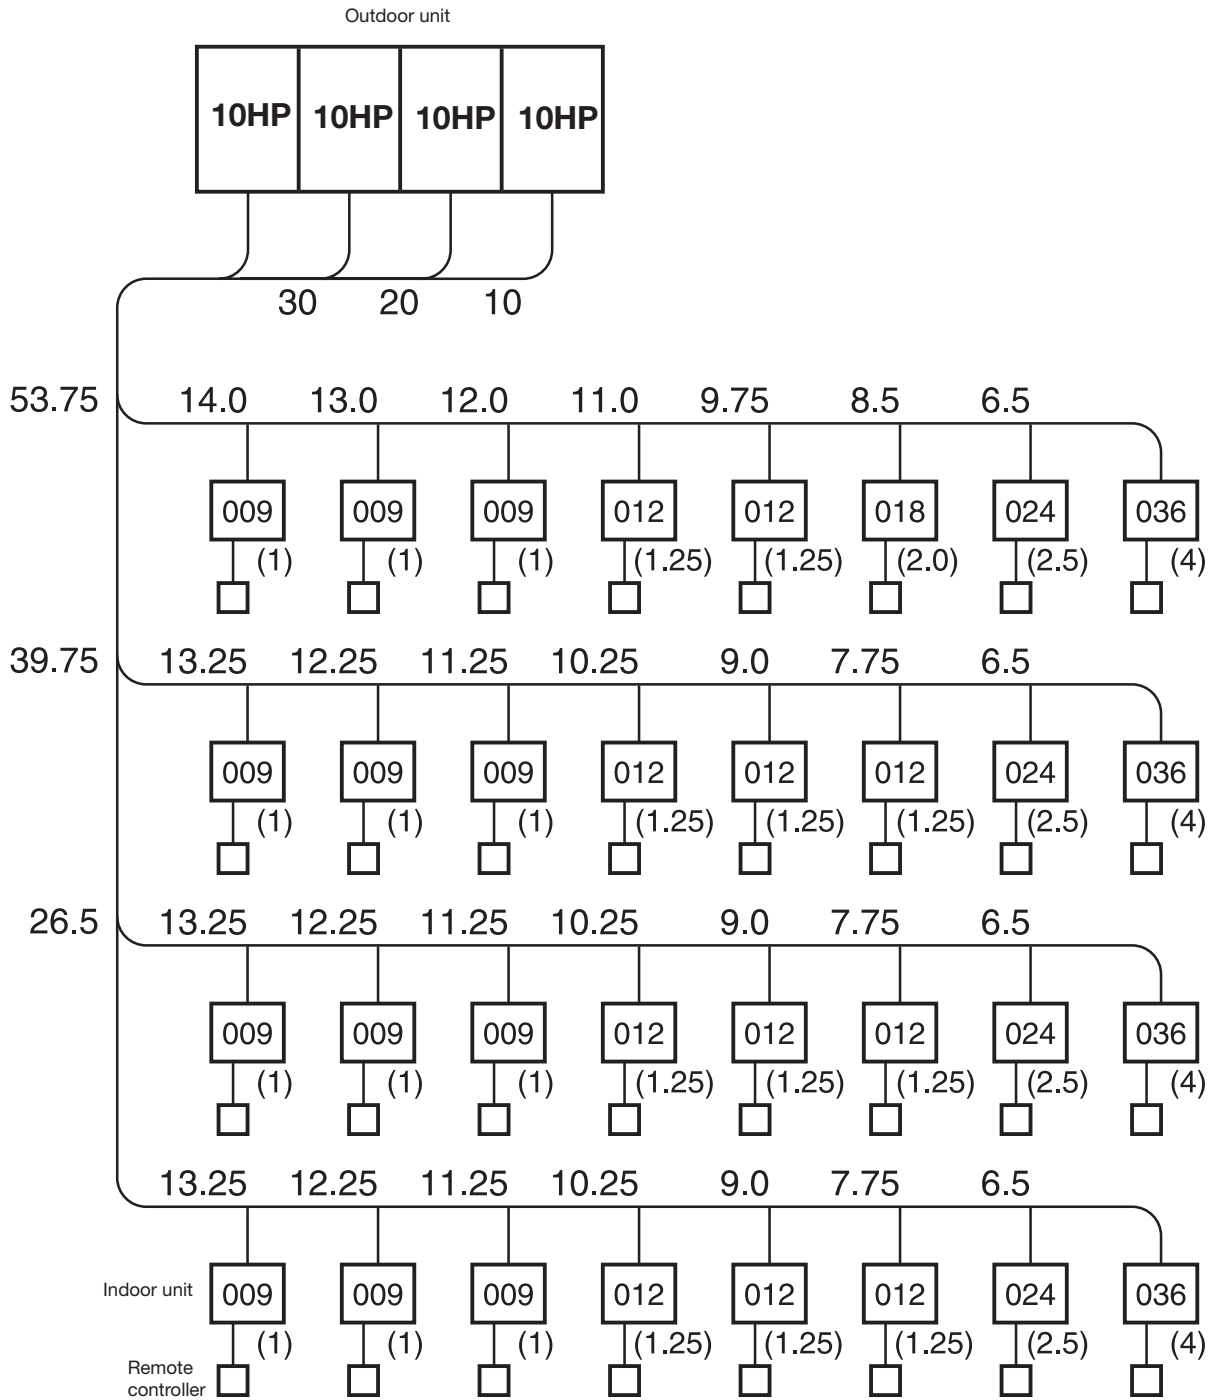 Outdoor unit
10HP 10HP 10HP 10HP
30 20 10
53.75 14.0 13.0 12.0 11.0 9.75 8.5 6.5
009 009 009 012 012 018 024 036
(1) (1) (1) (1.25) (1.25) (2.0) (2.5) (4)
39.75 13.25 12.25 11.25 10.25 9.0 7.75 6.5
009 009 009 012 012 012 024 036
(1) (1) (1) (1.25) (1.25) (1.25) (2.5) (4)
26.5 13.25 12.25 11.25 10.25 9.0 7.75 6.5
009 009 009 012 012 012 024 036
(1) (1) (1) (1.25) (1.25) (1.25) (2.5) (4)
13.25 12.25 11.25 10.25 9.0 7.75 6.5
Indoor unit 009 009 009 012 012 012 024 036
(1) (1) (1) (1.25) (1.25) (1.25) (2.5) (4)
Remote
controller